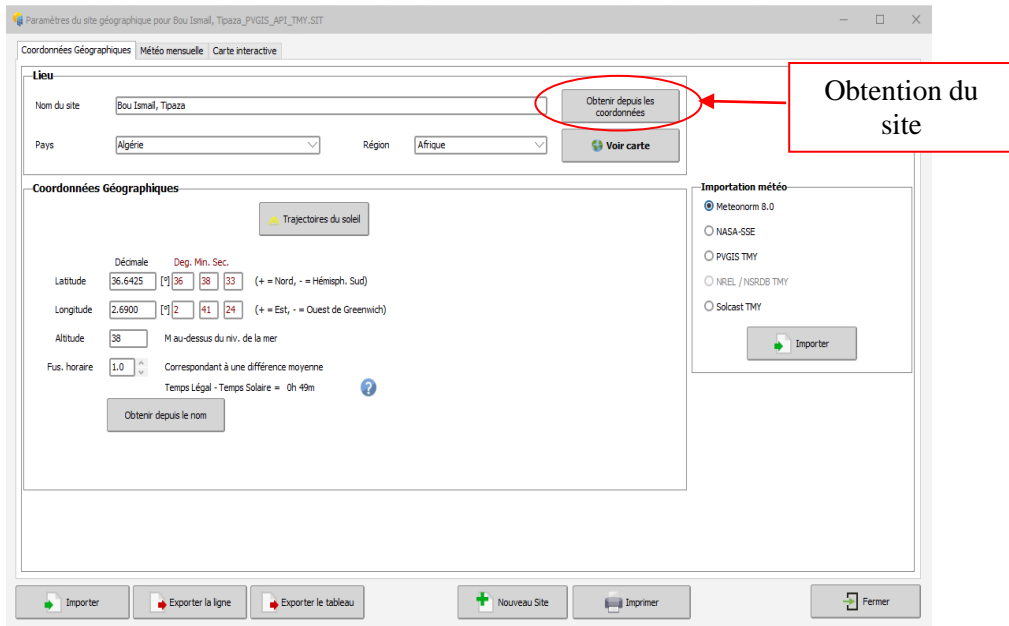 Paramètres du site géographique pour Bou Ismail, Tipaza_PVGIS_API_TMY.SIT
Coordonnées Géographiques Météo mensuelle Carte interactive
Lieu
Nom du site Bou Ismail, Tipaza
Obtenir depuis les
coordonnées
Obtention du
site
Pays Algérie Région Afrique Voir carte
Coordonnées Géographiques
Trajectoires du soleil
Décimale Deg. Min. Sec.
Latitude 36.6425 [°] 36 38 33 (+ = Nord, - = Hémisph. Sud)
Longitude 2.6900 [°] 2 41 24 (+ = Est, - = Ouest de Greenwich)
Altitude 38 M au-dessus du niv. de la mer
Fus. horaire 1.0 Correspondant à une différence moyenne
Temps Légal - Temps Solaire = 0h 49m ?
Obtenir depuis le nom
Importation météo
Meteonorm 8.0
NASA-SSE
PVGIS TMY
NREL / NSRDB TMY
Solcast TMY
Importer
Importer Exporter la ligne Exporter le tableau Nouveau Site Imprimer Fermer